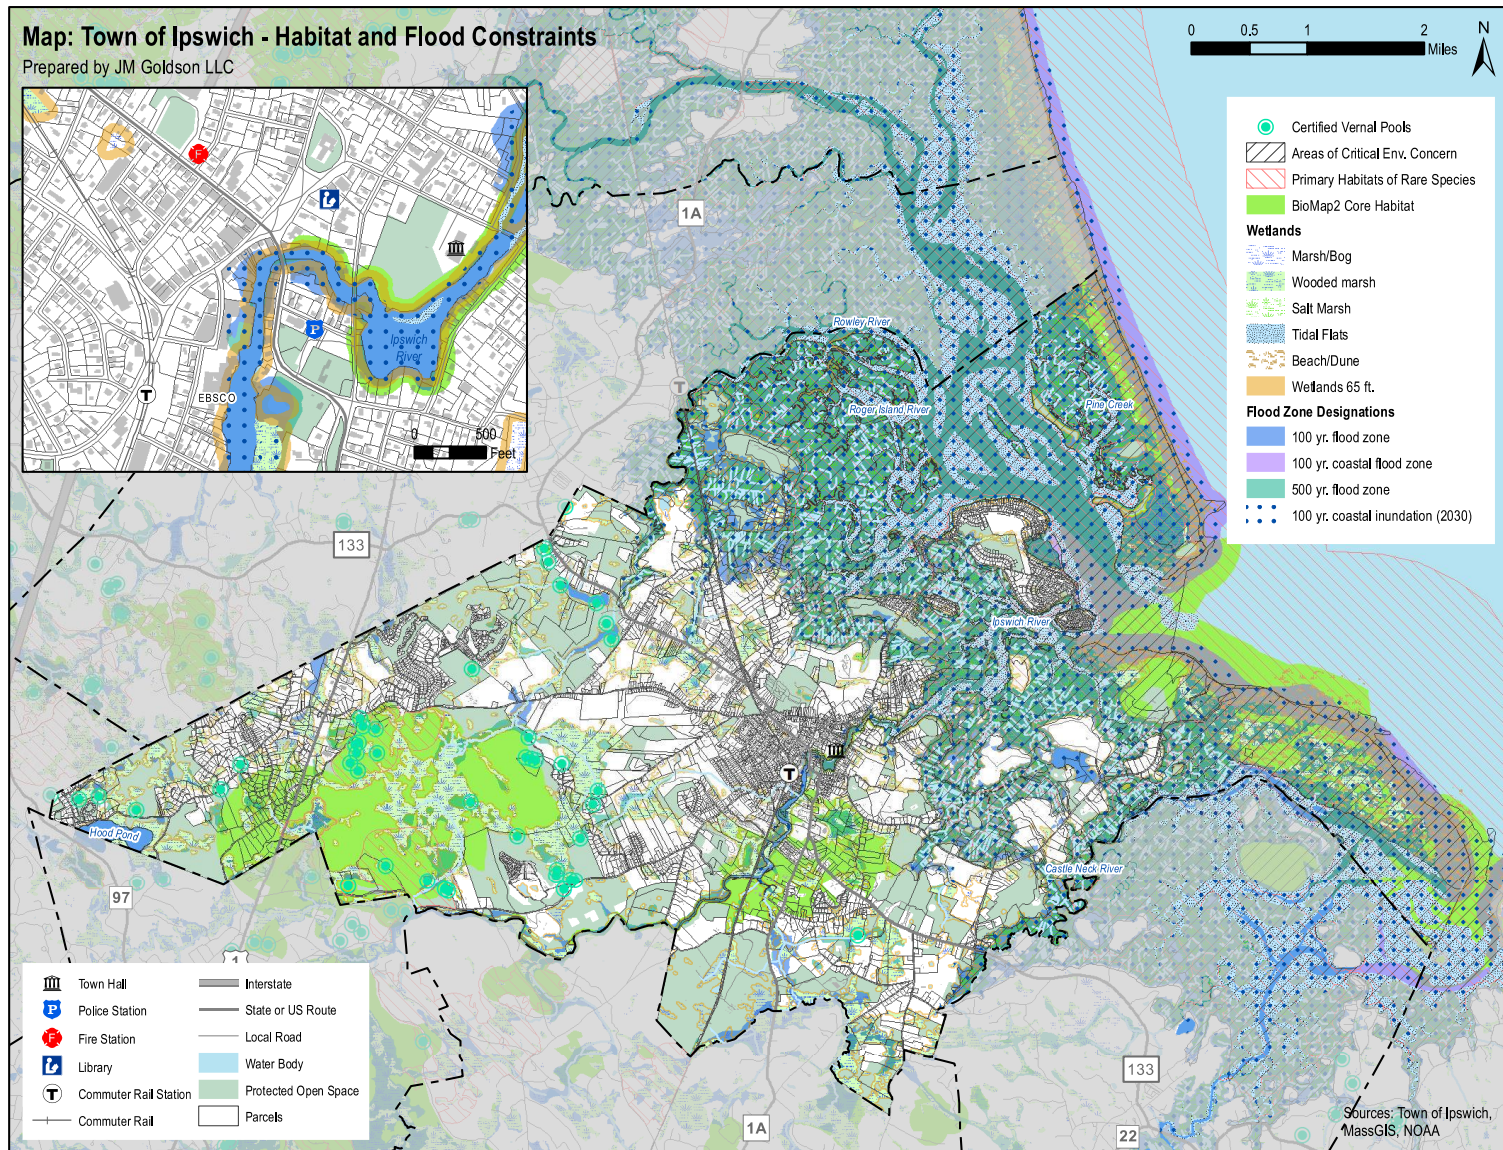 Map: Town of Ipswich - Habitat and Flood Constraints
Prepared by JM Goldson LLC
0 0.5 1 2
Miles
N
Certified Vernal Pools
Areas of Critical Env. Concern
Primary Habitats of Rare Species
BioMap2 Core Habitat
Wetlands
Marsh/Bog
Wooded marsh
Salt Marsh
Tidal Flats
Beach/Dune
Wetlands 65 ft.
Flood Zone Designations
100 yr. flood zone
100 yr. coastal flood zone
500 yr. flood zone
100 yr. coastal inundation (2030)
F
P
Ipswich
River
T
EBSCO
0 500
Feet
1A
Rowley River
T
Roger Island River
Pine Creek
133
Ipswich River
T
Hood Pond
Castle Neck River
97
1
133
1A
22
Town Hall
P Police Station
F Fire Station
Library
T Commuter Rail Station
Commuter Rail
Interstate
State or US Route
Local Road
Water Body
Protected Open Space
Parcels
Sources: Town of Ipswich,
MassGIS, NOAA